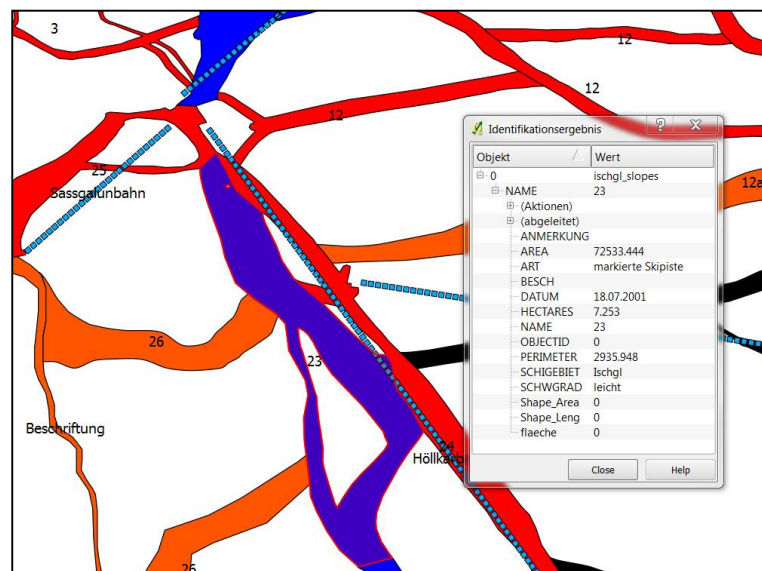 3
12
12
12
12a
25
Sassgalunbahn
26
23
Beschriftung
24
26
Identifikationsergebnis
Objekt Wert
0 ischgl_slopes
NAME 23
(Aktionen)
(abgeleitet)
ANMERKUNG
AREA 72533.444
ART markierte Skipiste
BESCH
DATUM 18.07.2001
HECTARES 7.253
NAME 23
OBJECTID 0
PERIMETER 2935.948
SCHIGEBIET Ischgl
SCHWGRAD leicht
Shape_Area 0
Shape_Leng 0
flaeche 0
Close Help